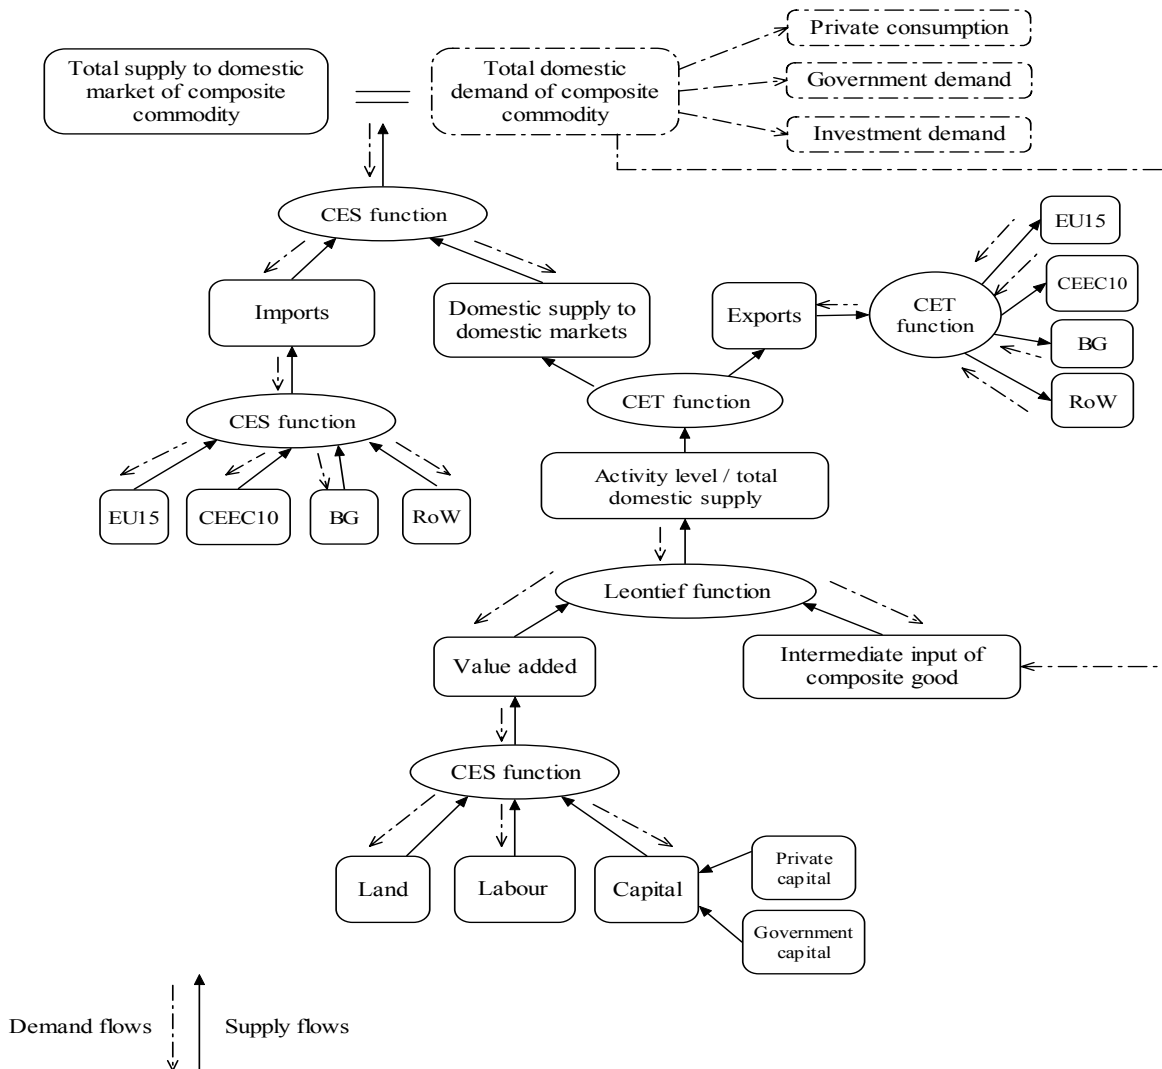 Private consumption
Total supply to domestic
market of composite
commodity
Total domestic
demand of composite
commodity
Government demand
Investment demand
CES function
EU15
CEEC10
Imports
Domestic supply to
domestic markets
Exports
CET
function
BG
RoW
CES function
CET function
Activity level / total
domestic supply
EU15
CEEC10
BG
RoW
Leontief function
Value added
Intermediate input of
composite good
CES function
Land
Labour
Capital
Private
capital
Government
capital
Demand flows
Supply flows